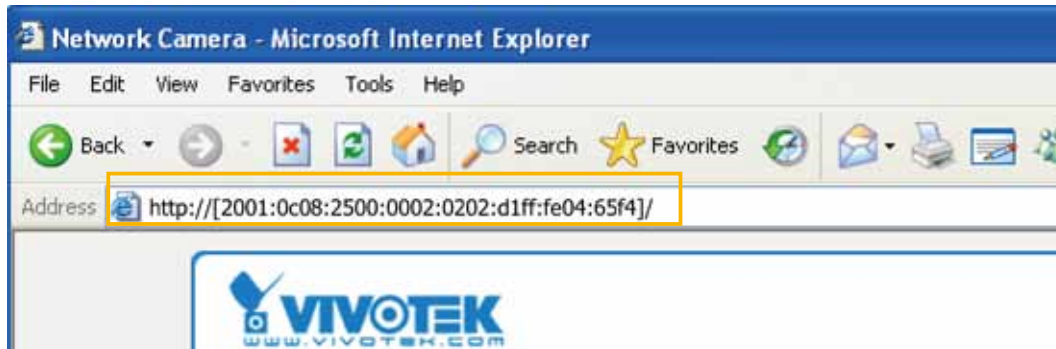 Network Camera - Microsoft Internet Explorer
File Edit View Favorites Tools Help
Back Search Favorites
Address http://[2001:0c08:2500:0002:0202:d1ff:fe04:65f4]/
VIVOTEK
www.vivotek.com